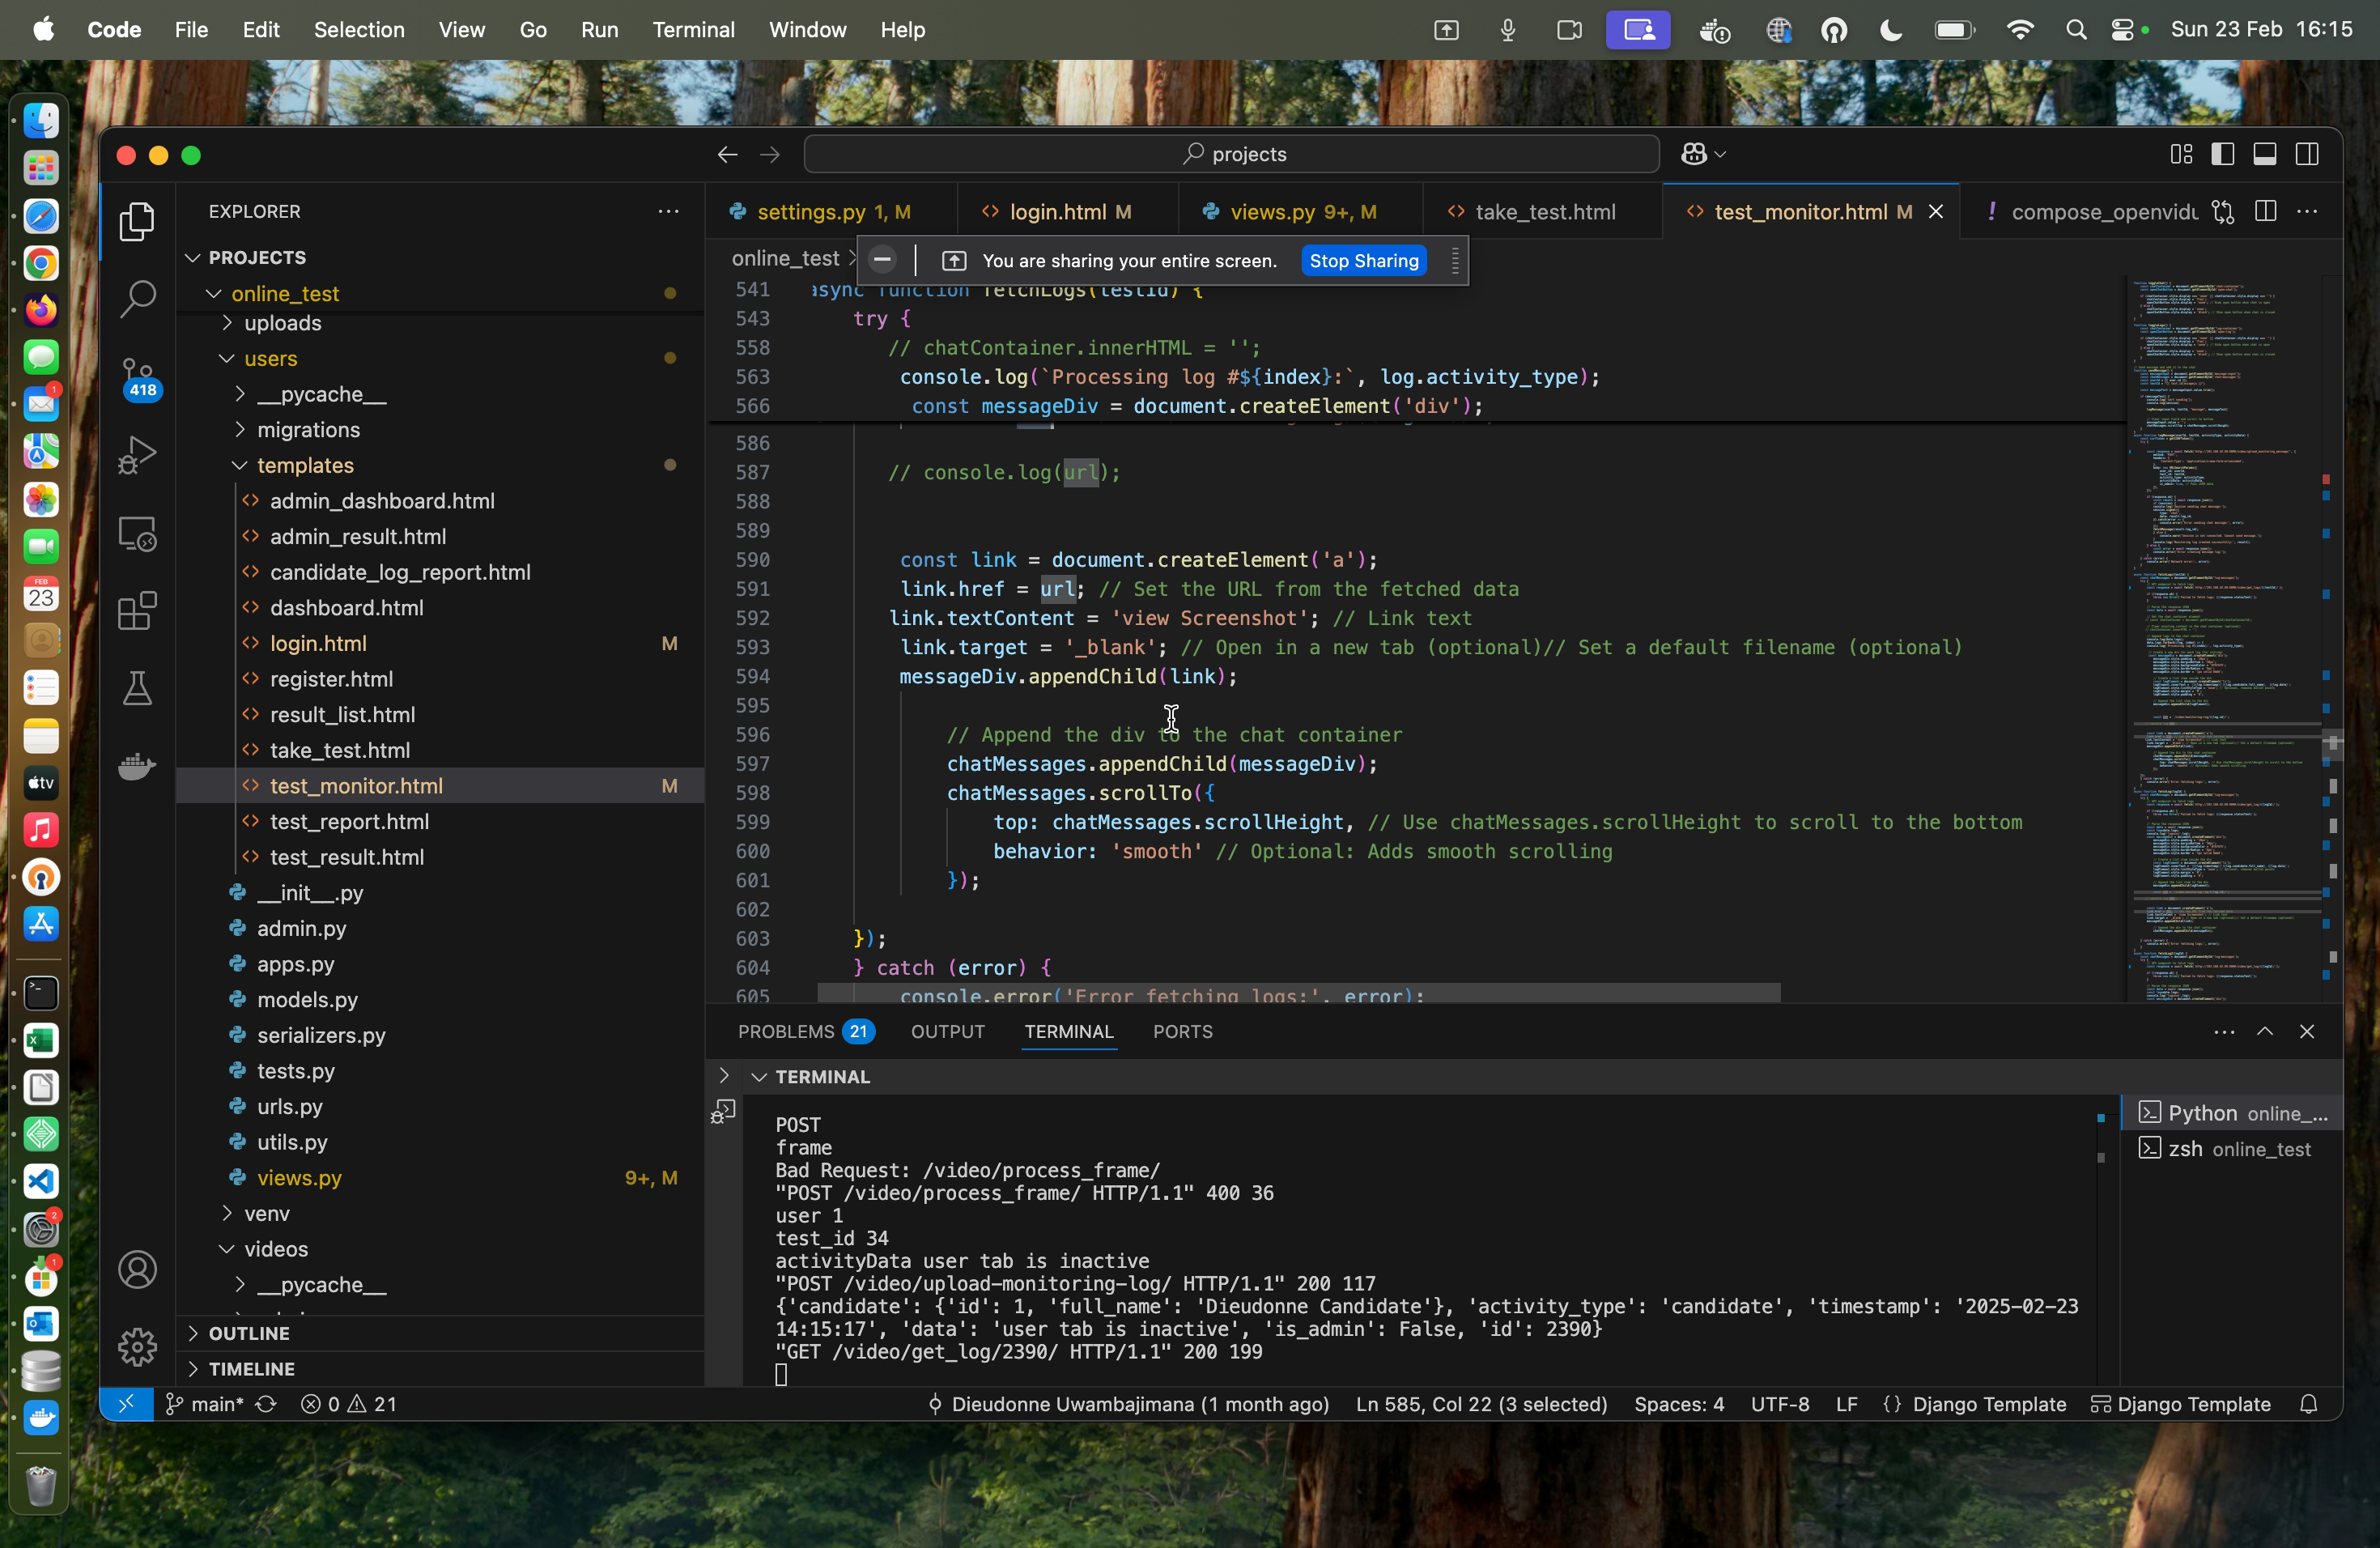 Code File Edit Selection View Go Run Terminal Window Help Sun 23 Feb 16:15
projects
EXPLORER
PROJECTS
online_test
uploads
users
418
__pycache__
migrations
templates
admin_dashboard.html
admin_result.html
candidate_log_report.html
dashboard.html
login.html M
register.html
result_list.html
take_test.html
test_monitor.html M
test_report.html
test_result.html
__init__.py
admin.py
apps.py
models.py
serializers.py
tests.py
urls.py
utils.py
views.py 9+, M
venv
videos
__pycache__
OUTLINE
TIMELINE
settings.py 1, M
login.html M
views.py 9+, M
take_test.html
test_monitor.html M
compose_openvidu
online_test
You are sharing your entire screen. Stop Sharing
541 async function fetchLogs(testId) {
543 try {
558 // chatContainer.innerHTML = '';
563 console.log(`Processing log #${index}:`, log.activity_type);
566 const messageDiv = document.createElement('div');
586
587 // console.log(url);
588
589
590 const link = document.createElement('a');
591 link.href = url; // Set the URL from the fetched data
592 link.textContent = 'view Screenshot'; // Link text
593 link.target = '_blank'; // Open in a new tab (optional)// Set a default filename (optional)
594 messageDiv.appendChild(link);
595
596 // Append the div to the chat container
597 chatMessages.appendChild(messageDiv);
598 chatMessages.scrollTo({
599 top: chatMessages.scrollHeight, // Use chatMessages.scrollHeight to scroll to the bottom
600 behavior: 'smooth' // Optional: Adds smooth scrolling
601 });
602
603 });
604 } catch (error) {
605 console.error('Error fetching logs:', error);
PROBLEMS 21 OUTPUT TERMINAL PORTS
TERMINAL
POST
frame
Bad Request: /video/process_frame/
"POST /video/process_frame/ HTTP/1.1" 400 36
user 1
test_id 34
activityData user tab is inactive
"POST /video/upload-monitoring-log/ HTTP/1.1" 200 117
{'candidate': {'id': 1, 'full_name': 'Dieudonne Candidate'}, 'activity_type': 'candidate', 'timestamp': '2025-02-23
14:15:17', 'data': 'user tab is inactive', 'is_admin': False, 'id': 2390}
"GET /video/get_log/2390/ HTTP/1.1" 200 199
Python online_...
zsh online_test
main* 0 21 Dieudonne Uwambajimana (1 month ago) Ln 585, Col 22 (3 selected) Spaces: 4 UTF-8 LF {} Django Template Django Template
1
FEB
23
tv
2
1